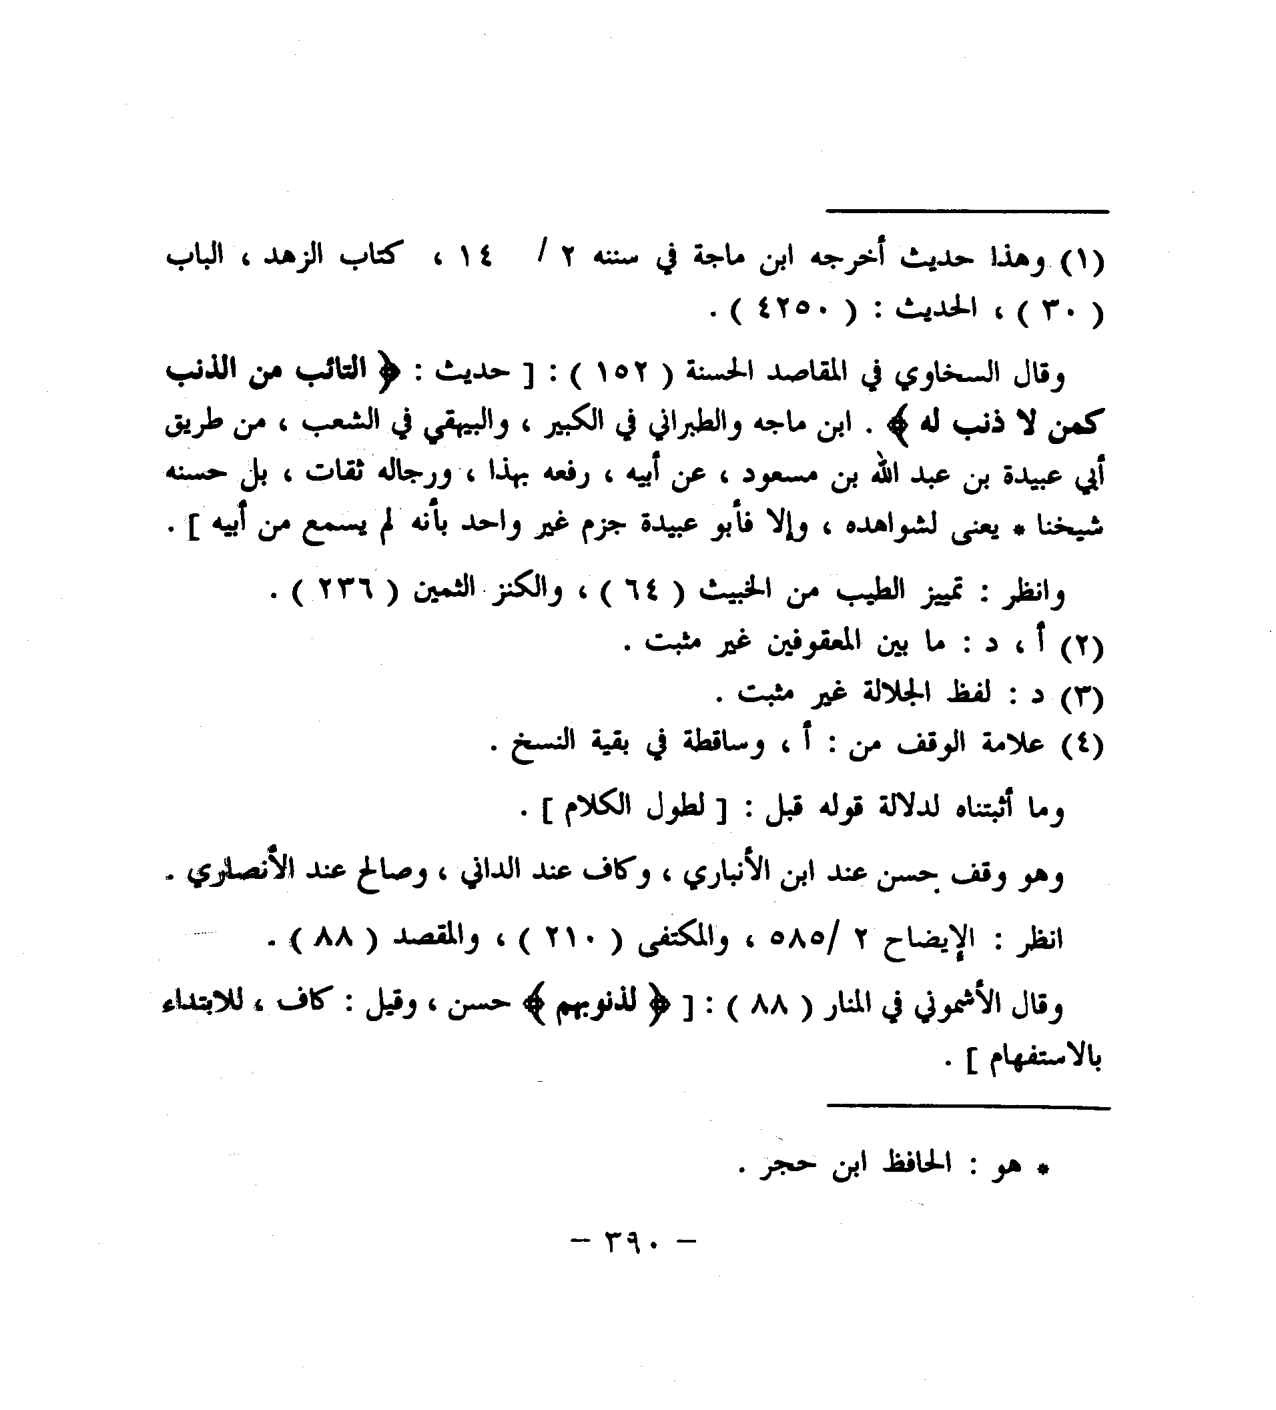 (١) وهذا حديث أخرجه ابن ماجة في سننه ٢ / ١٤ ، كتاب الزهد ، الباب
( ٣٠ ) ، الحديث : ( ٤٢٥٠ ) .
وقال السخاوي في المقاصد الحسنة ( ١٥٢ ) : [ حديث : ﴿ التائب من الذنب
كمن لا ذنب له ﴾ . ابن ماجه والطبراني في الكبير ، والبيهقي في الشعب ، من طريق
أبي عبيدة بن عبد الله بن مسعود ، عن أبيه ، رفعه بهذا ، ورجاله ثقات ، بل حسنه
شيخنا * يعنى لشواهده ، وإلا فأبو عبيدة جزم غير واحد بأنه لم يسمع من أبيه ] .
وانظر : تمييز الطيب من الخبيث ( ٦٤ ) ، والكنز الثمين ( ٢٣٦ ) .
(٢) أ ، د : ما بين المعقوفين غير مثبت .
(٣) د : لفظ الجلالة غير مثبت .
(٤) علامة الوقف من : أ ، وساقطة في بقية النسخ .
وما أثبتناه لدلالة قوله قبل : [ لطول الكلام ] .
وهو وقف حسن عند ابن الأنباري ، وكاف عند الداني ، وصالح عند الأنصاري .
انظر : الإيضاح ٢ /٥٨٥ ، والمكتفى ( ٢١٠ ) ، والمقصد ( ٨٨ ) .
وقال الأشموني في المنار ( ٨٨ ) : [ ﴿ لذنوبهم ﴾ حسن ، وقيل : كاف ، للابتداء
بالاستفهام ] .
* هو : الحافظ ابن حجر .
– ٣٩٠ –